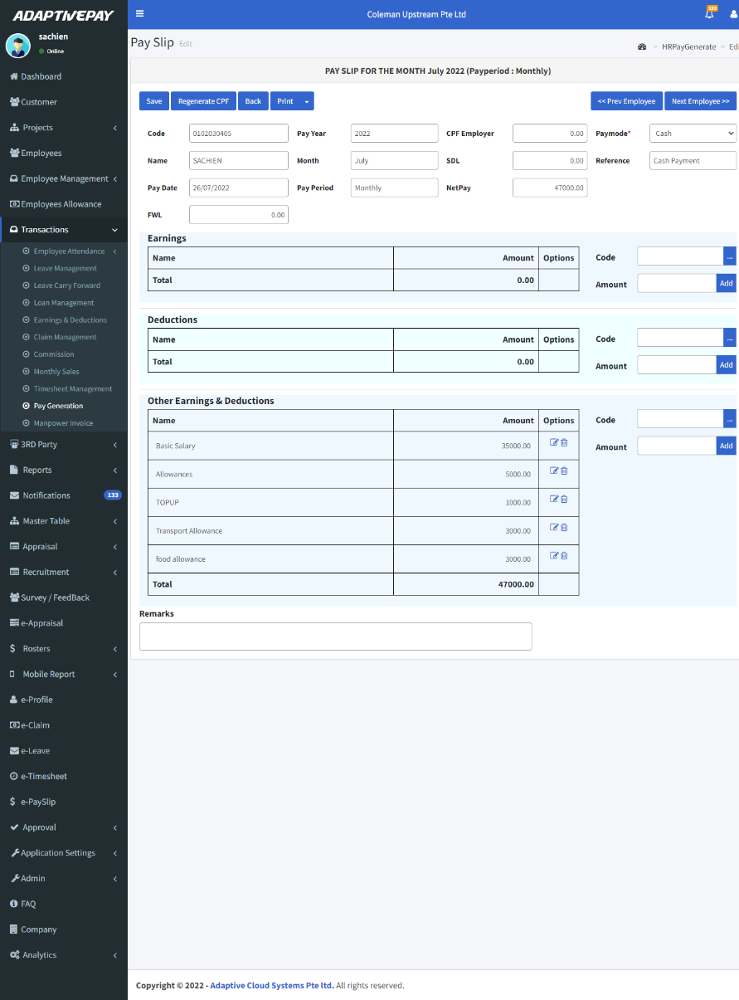 ADAPTIVEPAY
sachien
Online
Dashboard
Customer
Projects
Employees
Employee Management
Employees Allowance
Transactions
Employee Attendance
Leave Management
Leave Carry Forward
Loan Management
Earnings & Deductions
Claim Management
Commission
Monthly Sales
Timesheet Management
Pay Generation
Manpower Invoice
3RD Party
Reports
Notifications 133
Master Table
Appraisal
Recruitment
Survey / FeedBack
e-Appraisal
$ Rosters
Mobile Report
e-Profile
e-Claim
e-Leave
e-Timesheet
$ e-PaySlip
Approval
Application Settings
Admin
FAQ
Company
Analytics
Coleman Upstream Pte Ltd 133
Pay Slip Edit > HRPayGenerate > Edi
PAY SLIP FOR THE MONTH July 2022 (Payperiod : Monthly)
Save Regenerate CPF Back Print << Prev Employee Next Employee >>
Code 0102030405 Pay Year 2022 CPF Employer 0.00 Paymode* Cash
Name SACHIEN Month July SDL 0.00 Reference Cash Payment
Pay Date 26/07/2022 Pay Period Monthly NetPay 47000.00
FWL 0.00
Earnings
Name Amount Options Code ...
Total 0.00 Amount Add
Deductions
Name Amount Options Code ...
Total 0.00 Amount Add
Other Earnings & Deductions
Name Amount Options Code ...
Basic Salary 35000.00 Amount Add
Allowances 5000.00
TOPUP 1000.00
Transport Allowance 3000.00
food allowance 3000.00
Total 47000.00
Remarks
Copyright © 2022 - Adaptive Cloud Systems Pte ltd. All rights reserved.